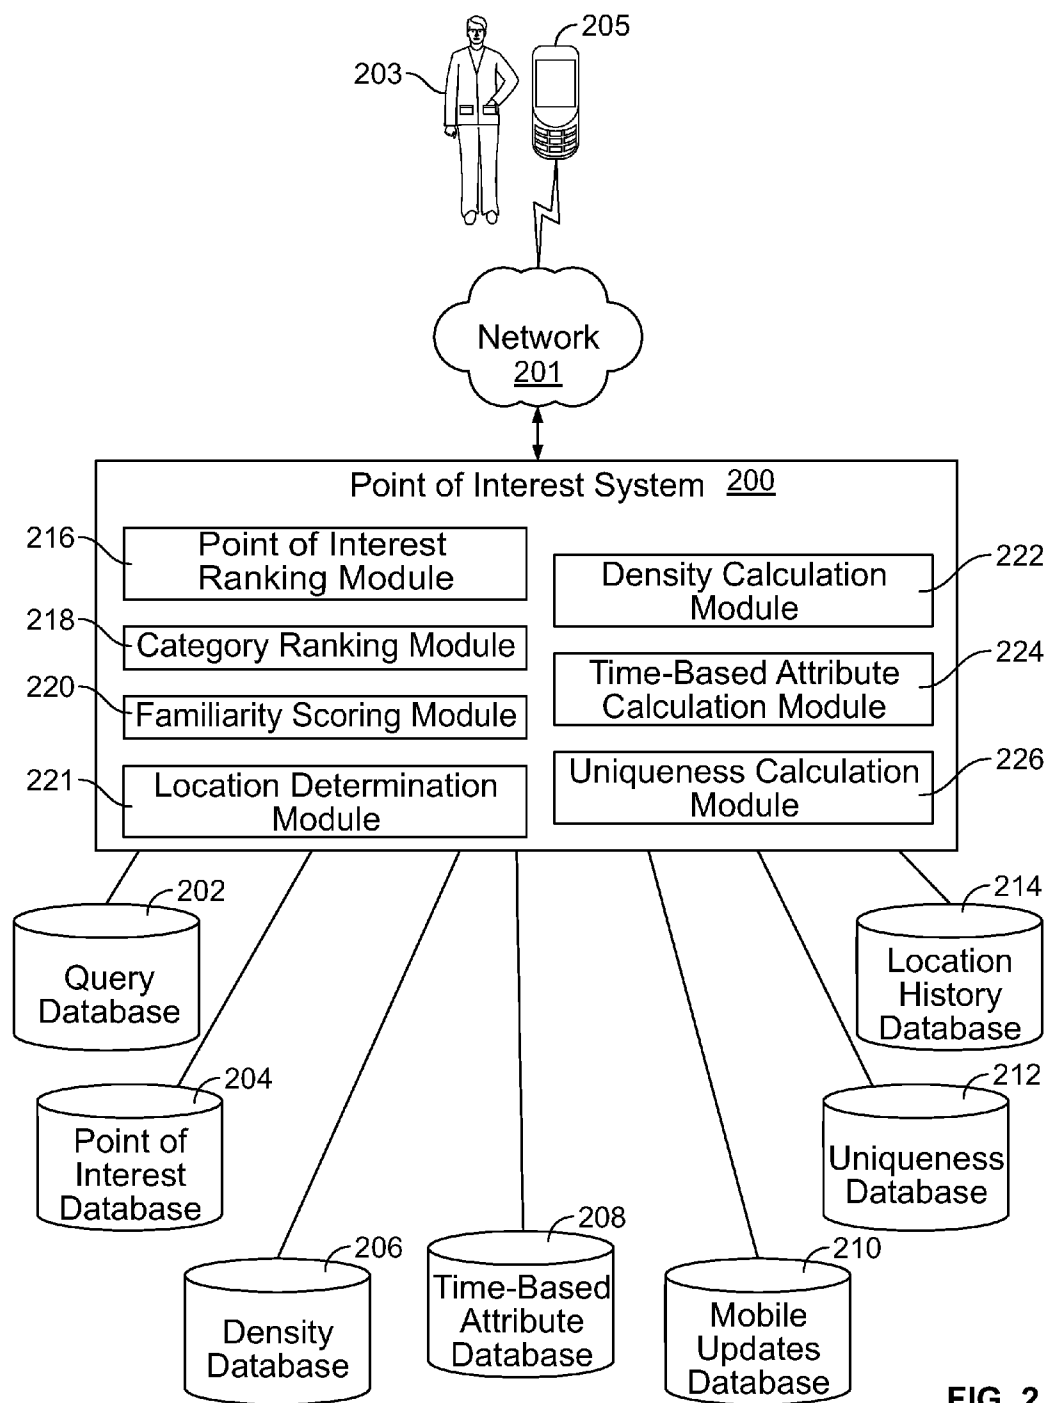 205
203
Network
201
Point of Interest System 200
216
Point of Interest
Ranking Module
218
Category Ranking Module
220
Familiarity Scoring Module
221
Location Determination
Module
222
Density Calculation
Module
224
Time-Based Attribute
Calculation Module
226
Uniqueness Calculation
Module
202
Query
Database
214
Location
History
Database
204
Point of
Interest
Database
212
Uniqueness
Database
206
Density
Database
208
Time-Based
Attribute
Database
210
Mobile
Updates
Database
FIG. 2